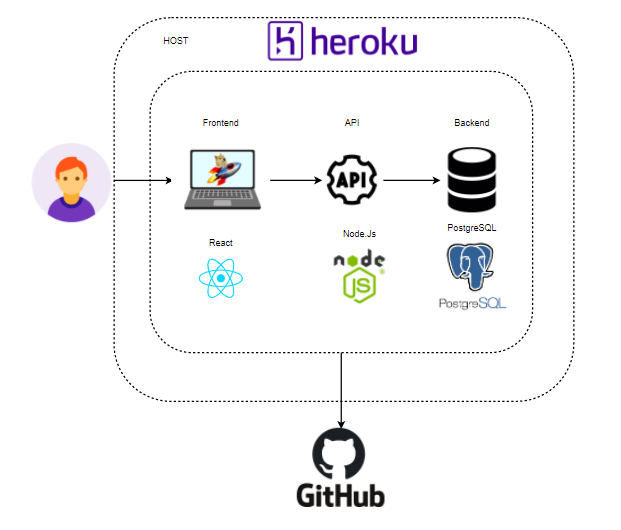 HOST
heroku
Frontend
API
Backend
API
React
Node.Js
PostgreSQL
node
JS
PostgreSQL
GitHub